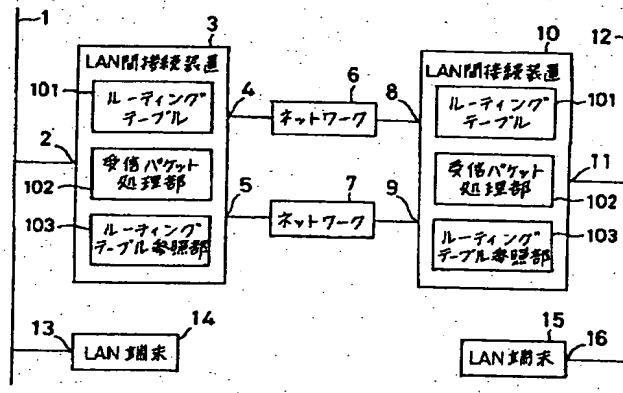 1
3
10
12
LAN間接続装置
LAN間接続装置
101
ルーティング
テーブル
4
6
8
ネットワーク
ルーティング
テーブル
101
2
受信パケット
処理部
102
受信パケット
処理部
11
102
5
7
9
ネットワーク
103
ルーティング
テーブル参照部
ルーティング
テーブル参照部
103
13
14
LAN端末
15
16
LAN端末